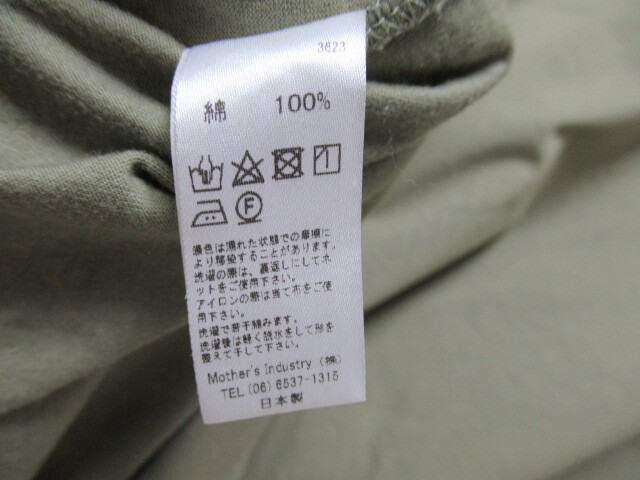 3623
綿 100%
F
濃色は濡れた状態での摩擦に
より移染することがあります。
洗濯の際は、裏返しにしてネ
ットをご使用下さい。
アイロンの際は当て布をご使
用下さい。
洗濯で若干縮みます。
洗濯後は軽く脱水をして形を
整えて干して下さい。
Mother's Industry (株)
TEL (06) 6537-1315
日本製